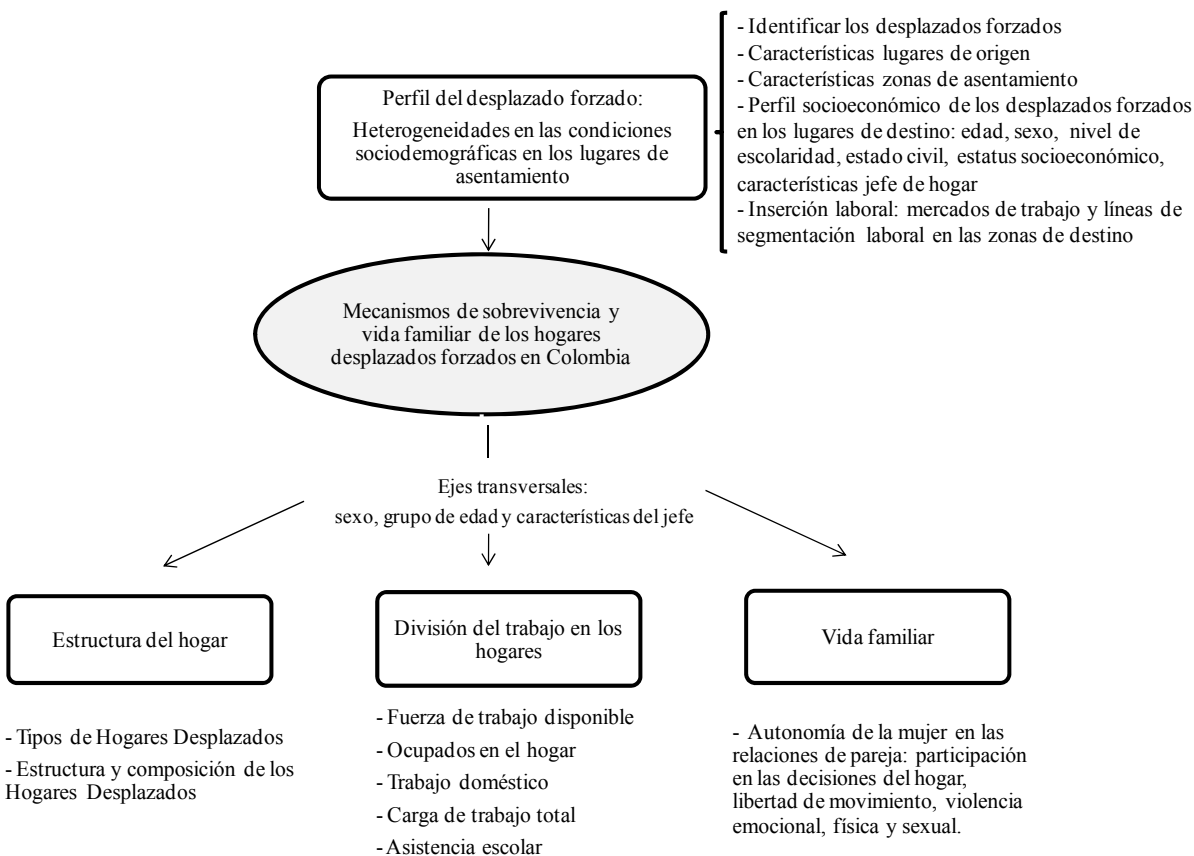 Perfil del desplazado forzado:
Heterogeneidades en las condiciones
sociodemográficas en los lugares de
asentamiento
- Identificar los desplazados forzados
- Características lugares de origen
- Características zonas de asentamiento
- Perfil socioeconómico de los desplazados forzados
en los lugares de destino: edad, sexo, nivel de
escolaridad, estado civil, estatus socioeconómico,
características jefe de hogar
- Inserción laboral: mercados de trabajo y líneas de
segmentación laboral en las zonas de destino
Mecanismos de sobrevivencia y
vida familiar de los hogares
desplazados forzados en Colombia
Ejes transversales:
sexo, grupo de edad y características del jefe
Estructura del hogar
- Tipos de Hogares Desplazados
- Estructura y composición de los
Hogares Desplazados
División del trabajo en los
hogares
- Fuerza de trabajo disponible
- Ocupados en el hogar
- Trabajo doméstico
- Carga de trabajo total
- Asistencia escolar
Vida familiar
- Autonomía de la mujer en las
relaciones de pareja: participación
en las decisiones del hogar,
libertad de movimiento, violencia
emocional, física y sexual.